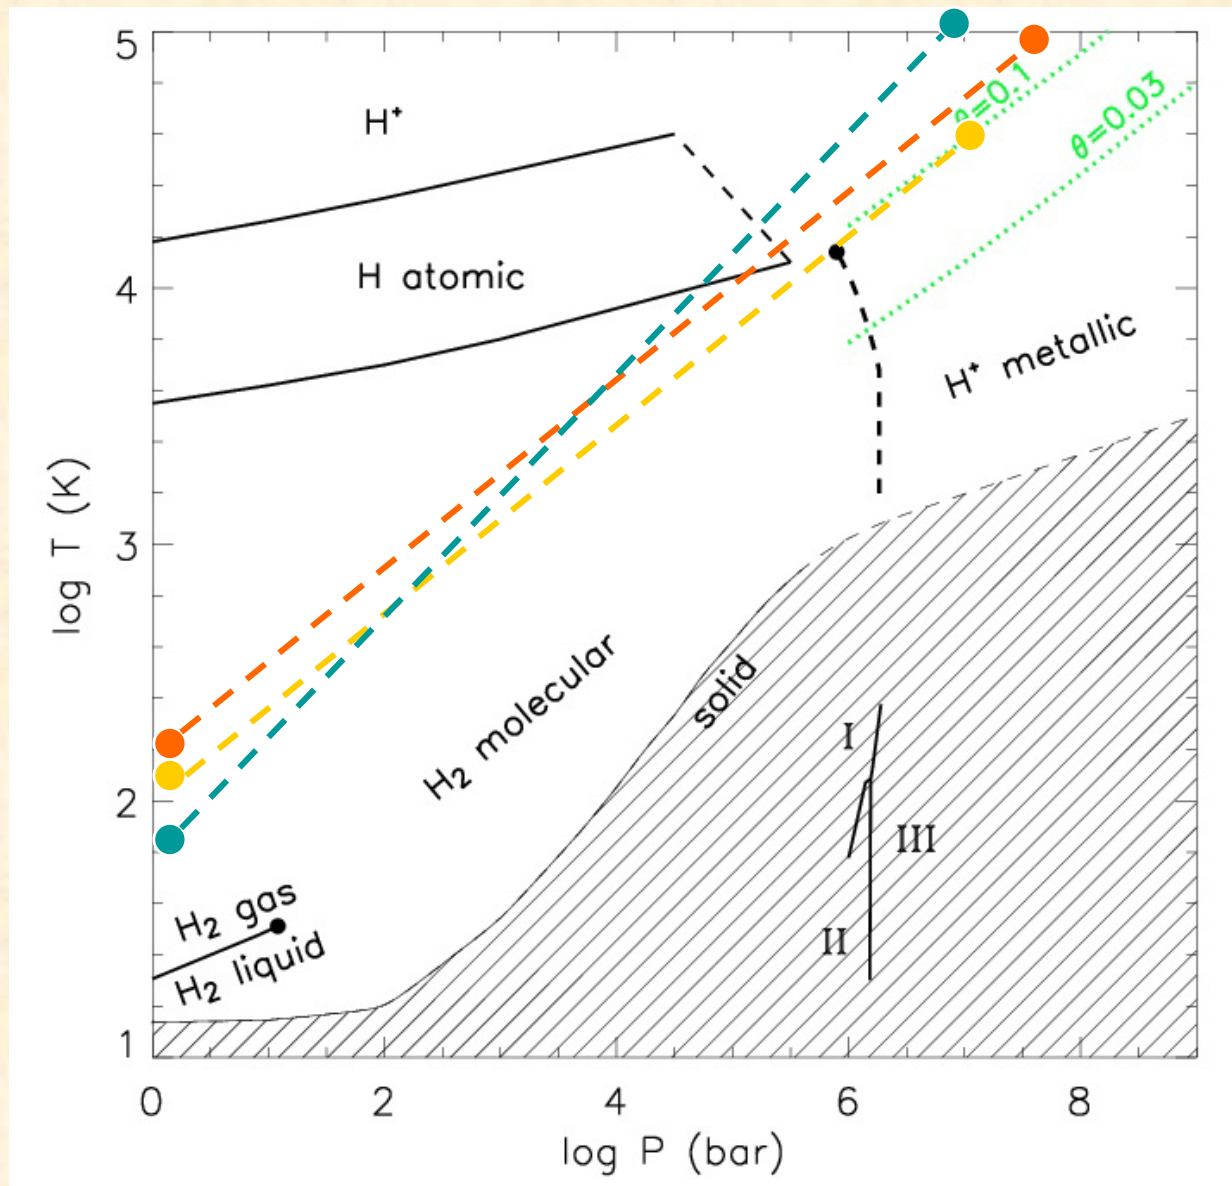 5
H⁺
θ=0.1
θ=0.03
H atomic
4
H⁺ metallic
log T (K)
3
H₂ molecular
solid
I
2
III
H₂ gas
II
H₂ liquid
1
0
2
4
6
8
log P (bar)